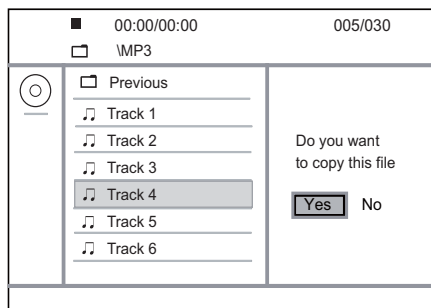 00:00/00:00 005/030
\MP3
Previous
Track 1
Track 2
Track 3
Track 4
Track 5
Track 6
Do you want
to copy this file
Yes No